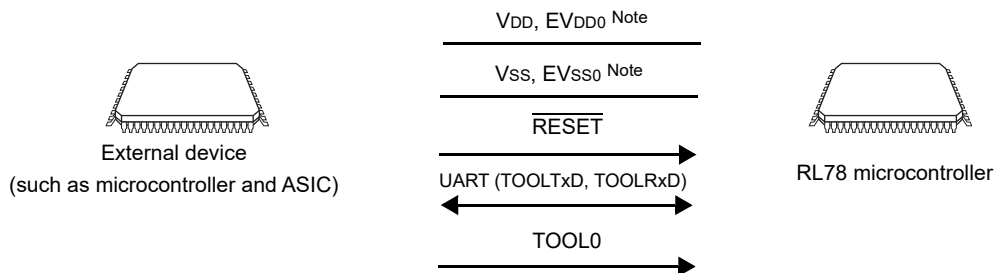 VDD, EVDD0 Note
VSS, EVSS0 Note
RESET
External device
(such as microcontroller and ASIC)
UART (TOOLTxD, TOOLRxD)
RL78 microcontroller
TOOL0